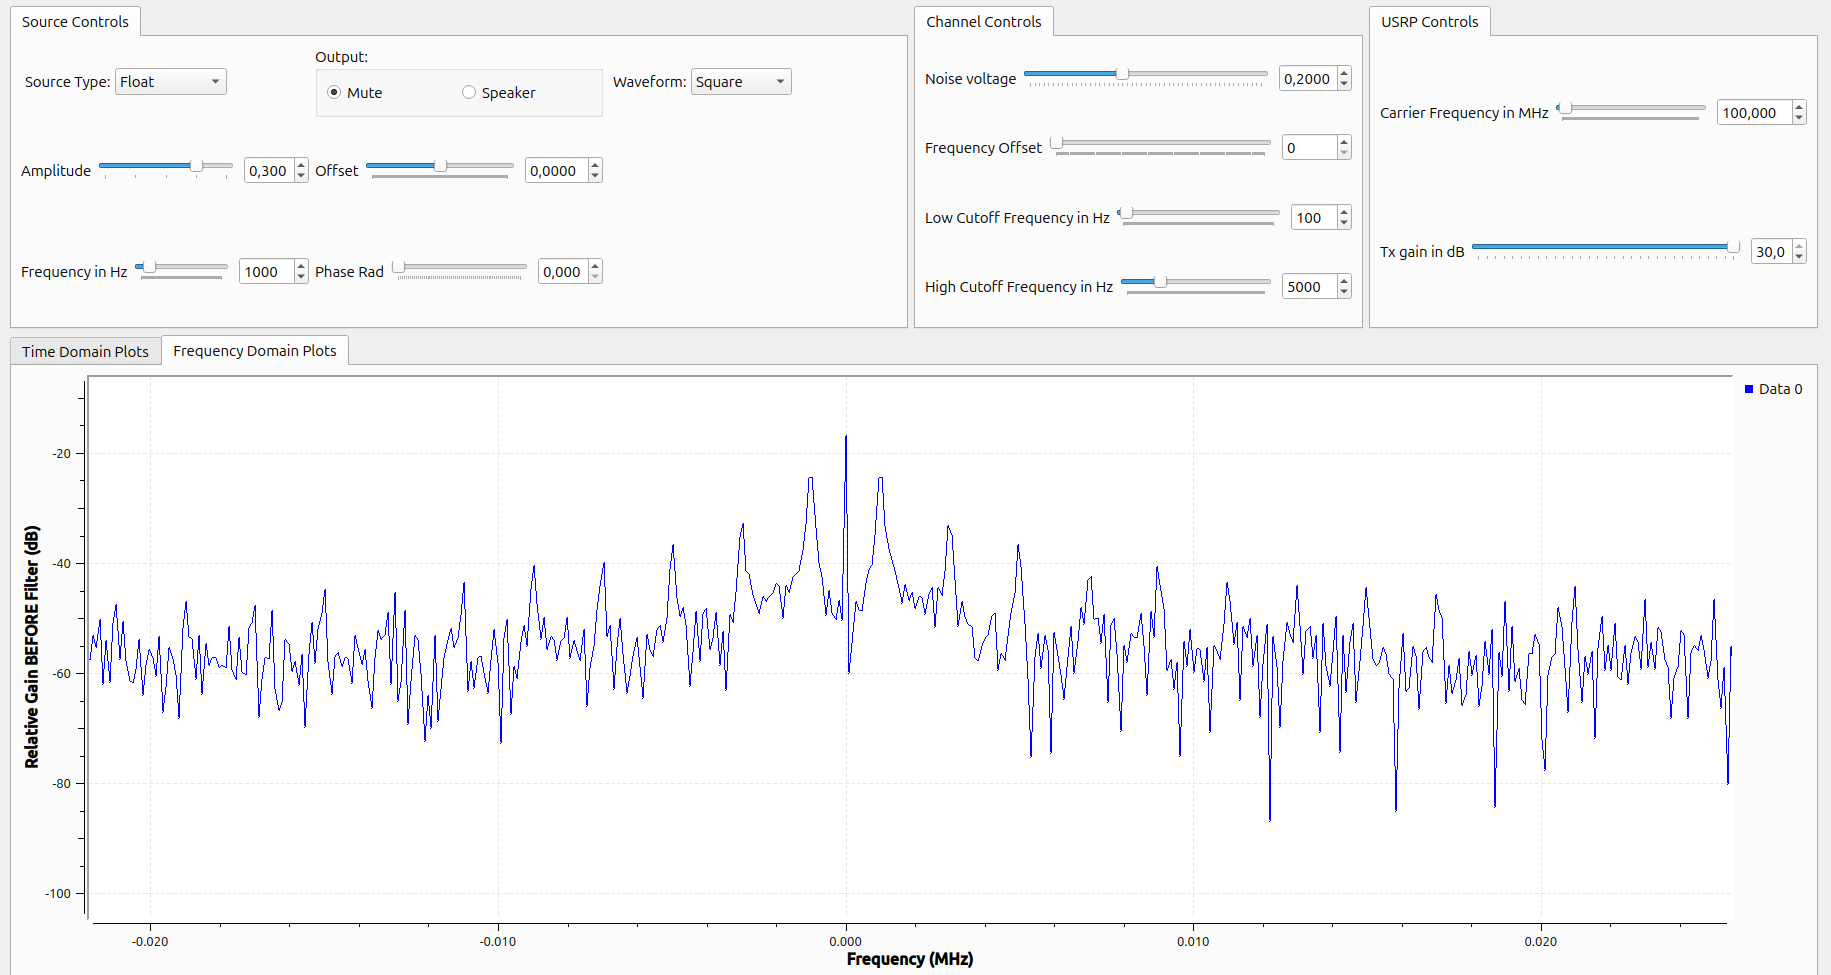 Source Controls
Source Type: Float
Output:
Mute
Speaker
Waveform: Square
Amplitude 0,300
Offset 0,0000
Frequency in Hz 1000
Phase Rad 0,000
Channel Controls
Noise voltage 0,2000
Frequency Offset 0
Low Cutoff Frequency in Hz 100
High Cutoff Frequency in Hz 5000
USRP Controls
Carrier Frequency in MHz 100,000
Tx gain in dB 30,0
Time Domain Plots
Frequency Domain Plots
Data 0
Relative Gain BEFORE Filter (dB)
-20
-40
-60
-80
-100
-0.020
-0.010
0.000
0.010
0.020
Frequency (MHz)